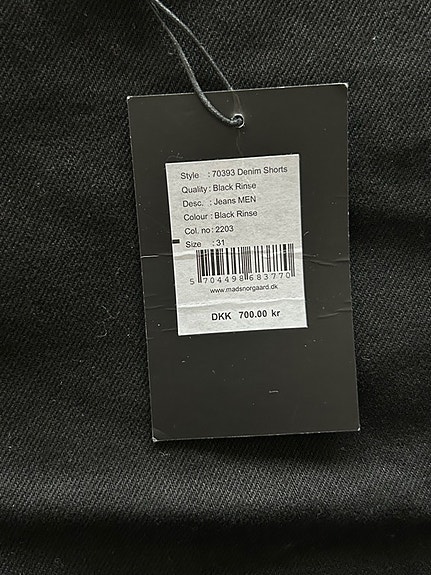 Style : 70393 Denim Shorts
Quality : Black Rinse
Desc. : Jeans MEN
Colour : Black Rinse
Col. no : 2203
Size : 31
5 704498 683770
www.madsnorgaard.dk
DKK 700.00 kr